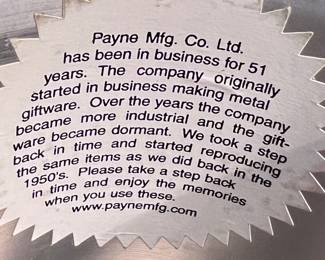 Payne Mfg. Co. Ltd.
has been in business for 51
years. The company originally
started in business making metal
giftware. Over the years the company
became more industrial and the gift-
ware became dormant. We took a step
back in time and started reproducing
the same items as we did back in the
1950's. Please take a step back
in time and enjoy the memories
when you use these.
www.paynemfg.com